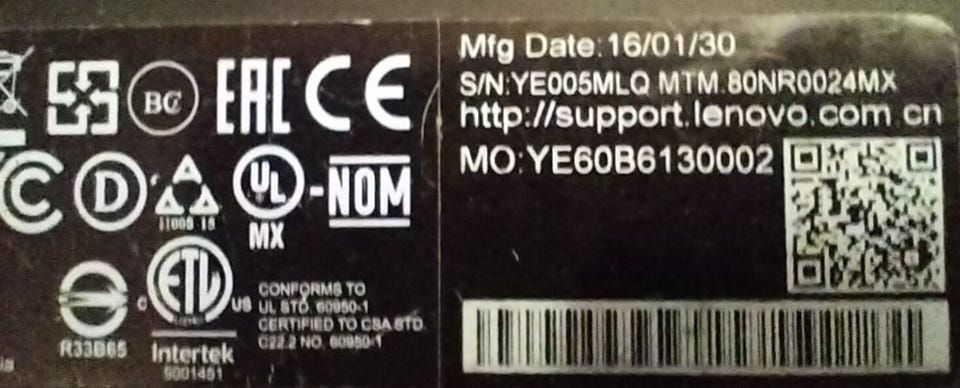 Mfg Date:16/01/30
S/N:YE005MLQ MTM.80NR0024MX
http://support.lenovo.com.cn
MO:YE60B6130002
BC
EAC CE
C D
UL
-NOM
MX
R33B65
C ETL US
Intertek
CONFORMS TO
UL STD. 60950-1
CERTIFIED TO CSA STD.
C22.2 NO. 60950-1